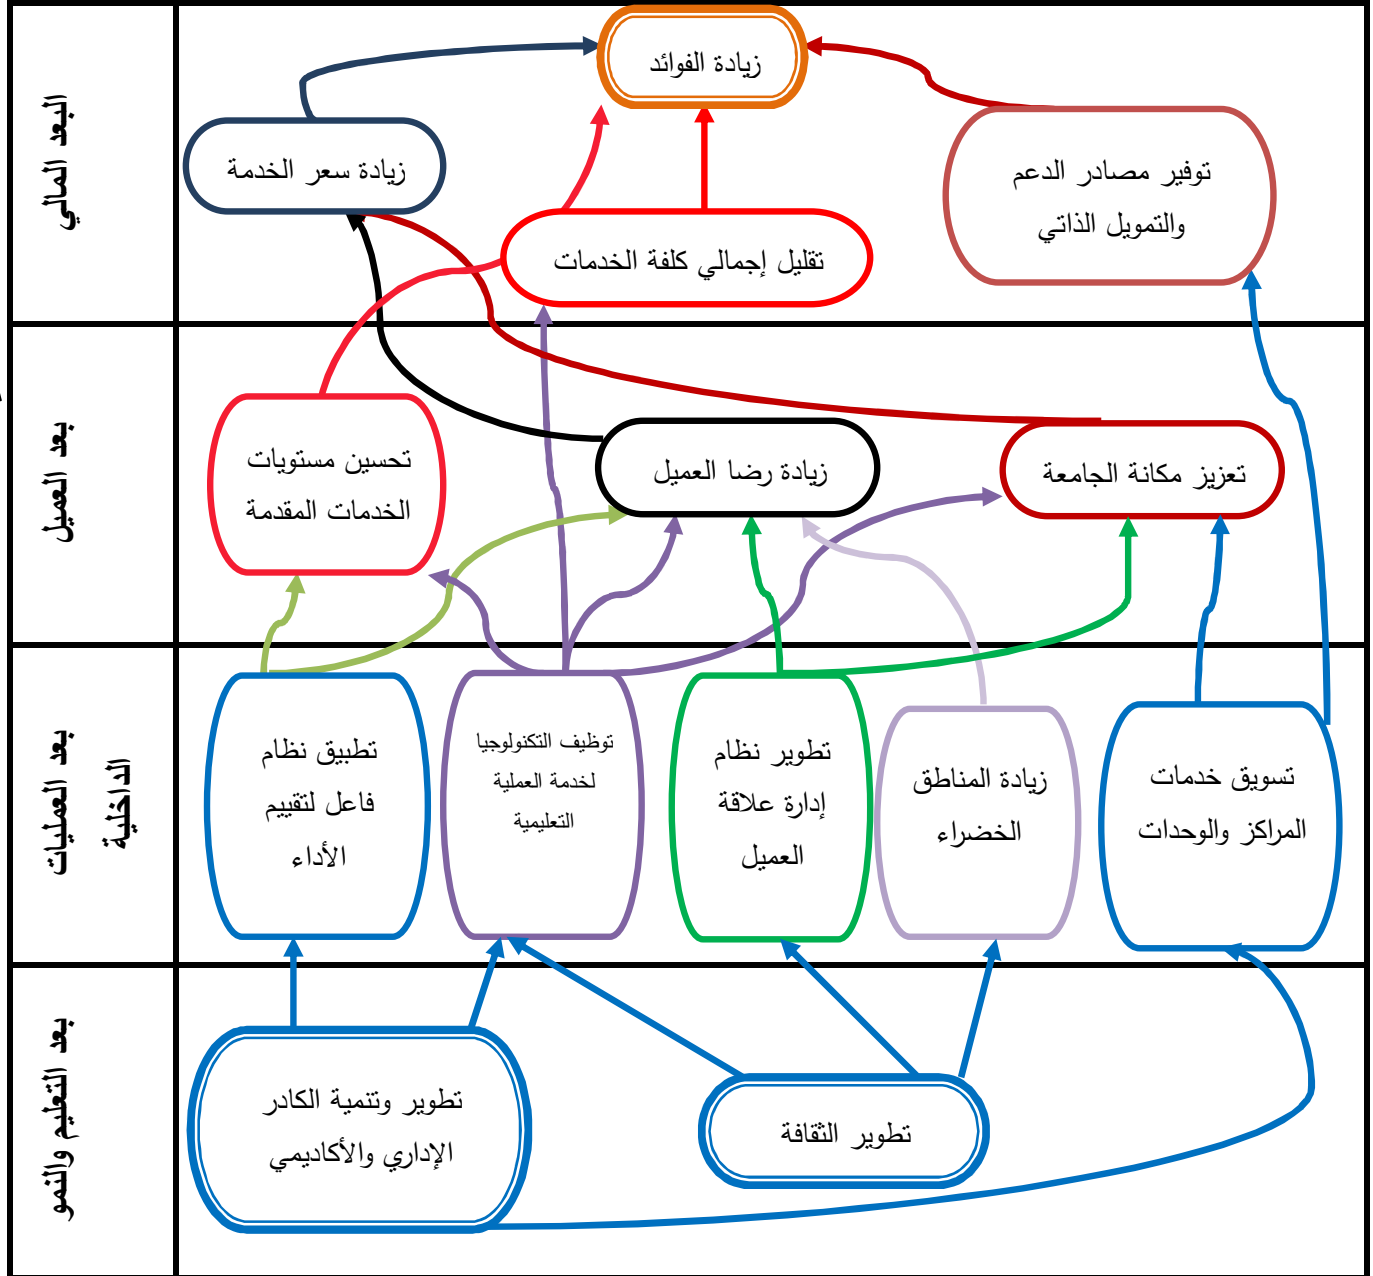 البعد المالي
زيادة الفوائد
توفير مصادر الدعم
والتمويل الذاتي
زيادة سعر الخدمة
تقليل إجمالي كلفة الخدمات
بعد العميل
تعزيز مكانة الجامعة
زيادة رضا العميل
تحسين مستويات
الخدمات المقدمة
بعد العمليات
الداخلية
تسويق خدمات
المراكز والوحدات
زيادة المناطق
الخضراء
تطوير نظام
إدارة علاقة
العميل
توظيف التكنولوجيا
لخدمة العملية
التعليمية
تطبيق نظام
فاعل لتقييم
الأداء
بعد التعليم والنمو
تطوير الثقافة
تطوير وتنمية الكادر
الإداري والأكاديمي